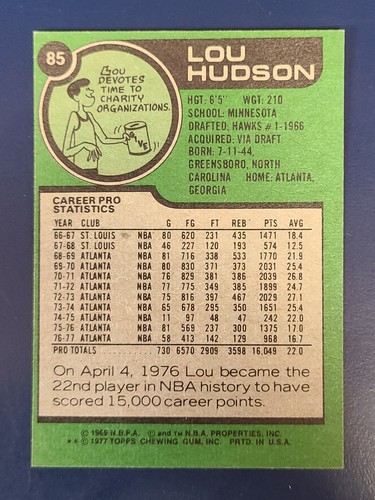 85
LOU
HUDSON
LOU
DEVOTES
TIME TO
CHARITY
ORGANIZATIONS.
GIVE
HGT: 6'5" WGT: 210
SCHOOL: MINNESOTA
DRAFTED: HAWKS #1-1966
ACQUIRED: VIA DRAFT
BORN: 7-11-44,
GREENSBORO, NORTH
CAROLINA HOME: ATLANTA,
GEORGIA
CAREER PRO
STATISTICS
YEAR CLUB G FG FT REB PTS AVG
66-67 ST. LOUIS NBA 80 620 231 435 1471 18.4
67-68 ST. LOUIS NBA 46 227 120 193 574 12.5
68-69 ATLANTA NBA 81 716 338 533 1770 21.9
69-70 ATLANTA NBA 80 830 371 373 2031 25.4
70-71 ATLANTA NBA 76 829 381 386 2039 26.8
71-72 ATLANTA NBA 77 775 349 385 1899 24.7
72-73 ATLANTA NBA 75 816 397 467 2029 27.1
73-74 ATLANTA NBA 65 678 295 350 1651 25.4
74-75 ATLANTA NBA 11 97 48 47 242 22.0
75-76 ATLANTA NBA 81 569 237 300 1375 17.0
76-77 ATLANTA NBA 58 413 142 129 968 16.7
PRO TOTALS 730 6570 2909 3598 16,049 22.0
On April 4, 1976 Lou became the
22nd player in NBA history to have
scored 15,000 career points.
© 1969 N.B.P.A. © and TM N.B.A. PROPERTIES, INC.
** © 1977 TOPPS CHEWING GUM, INC. PRTD. IN U.S.A.